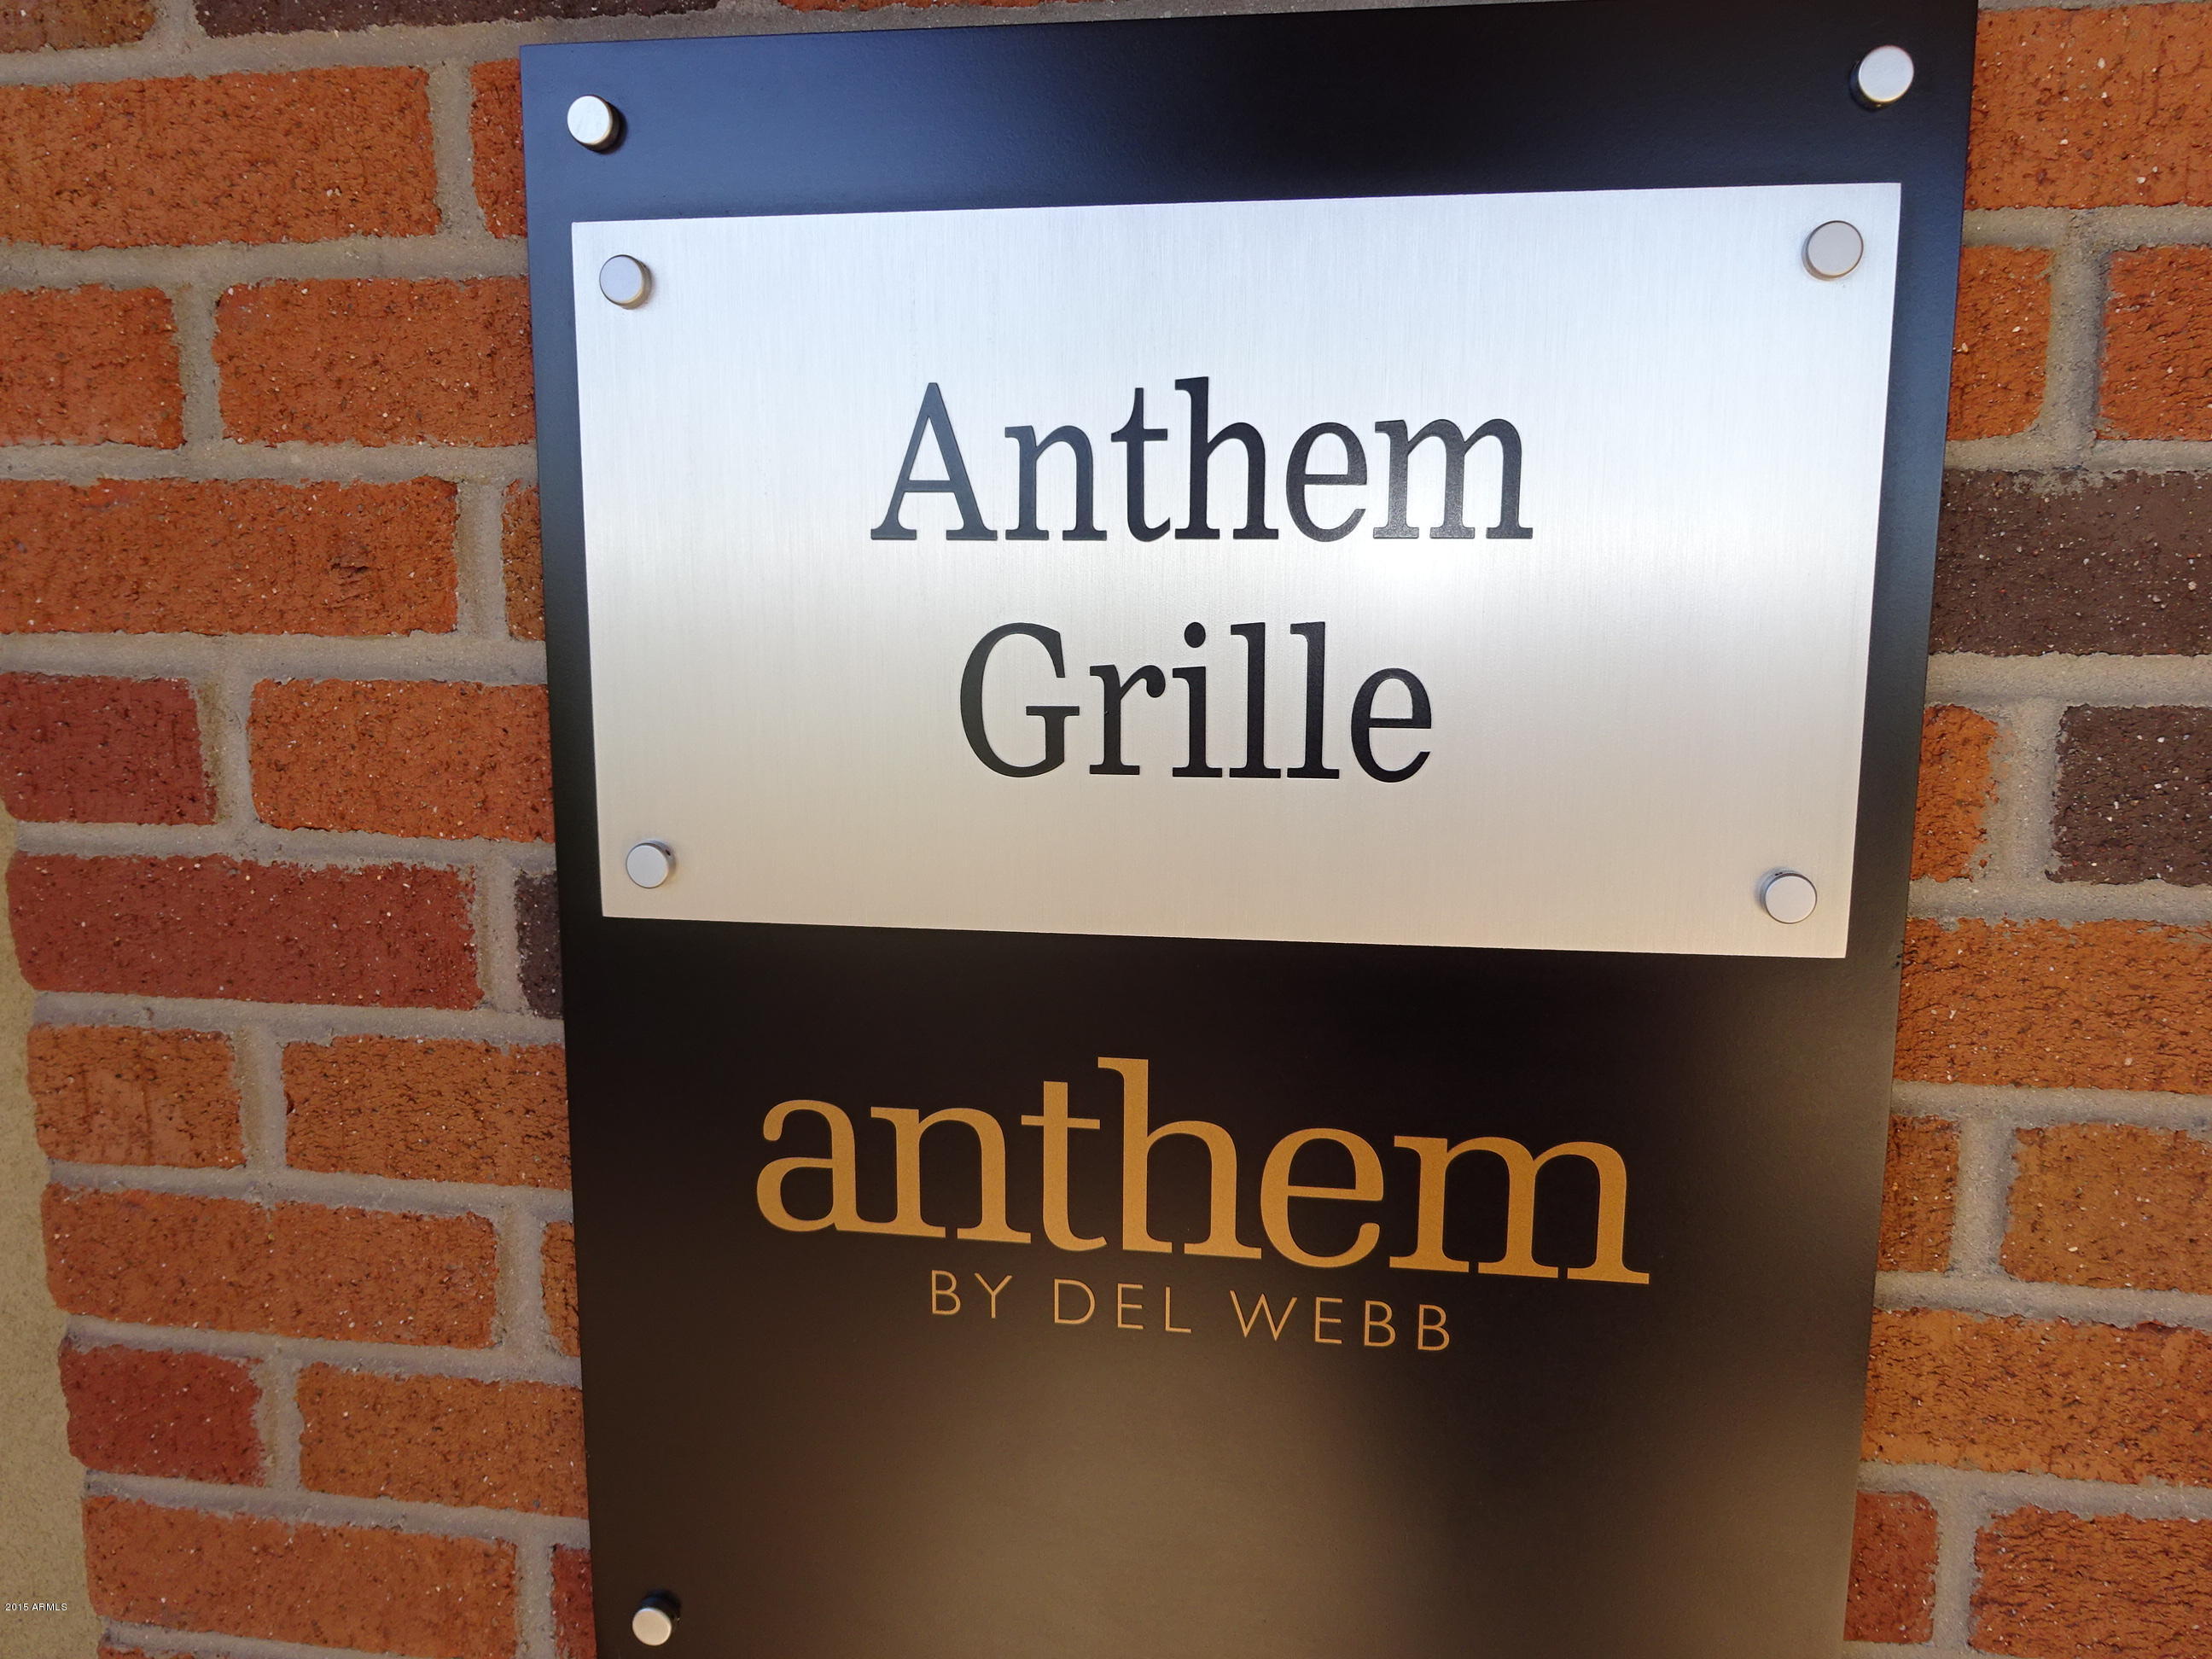 Anthem
Grille
anthem
BY DEL WEBB
2015 ARMLS